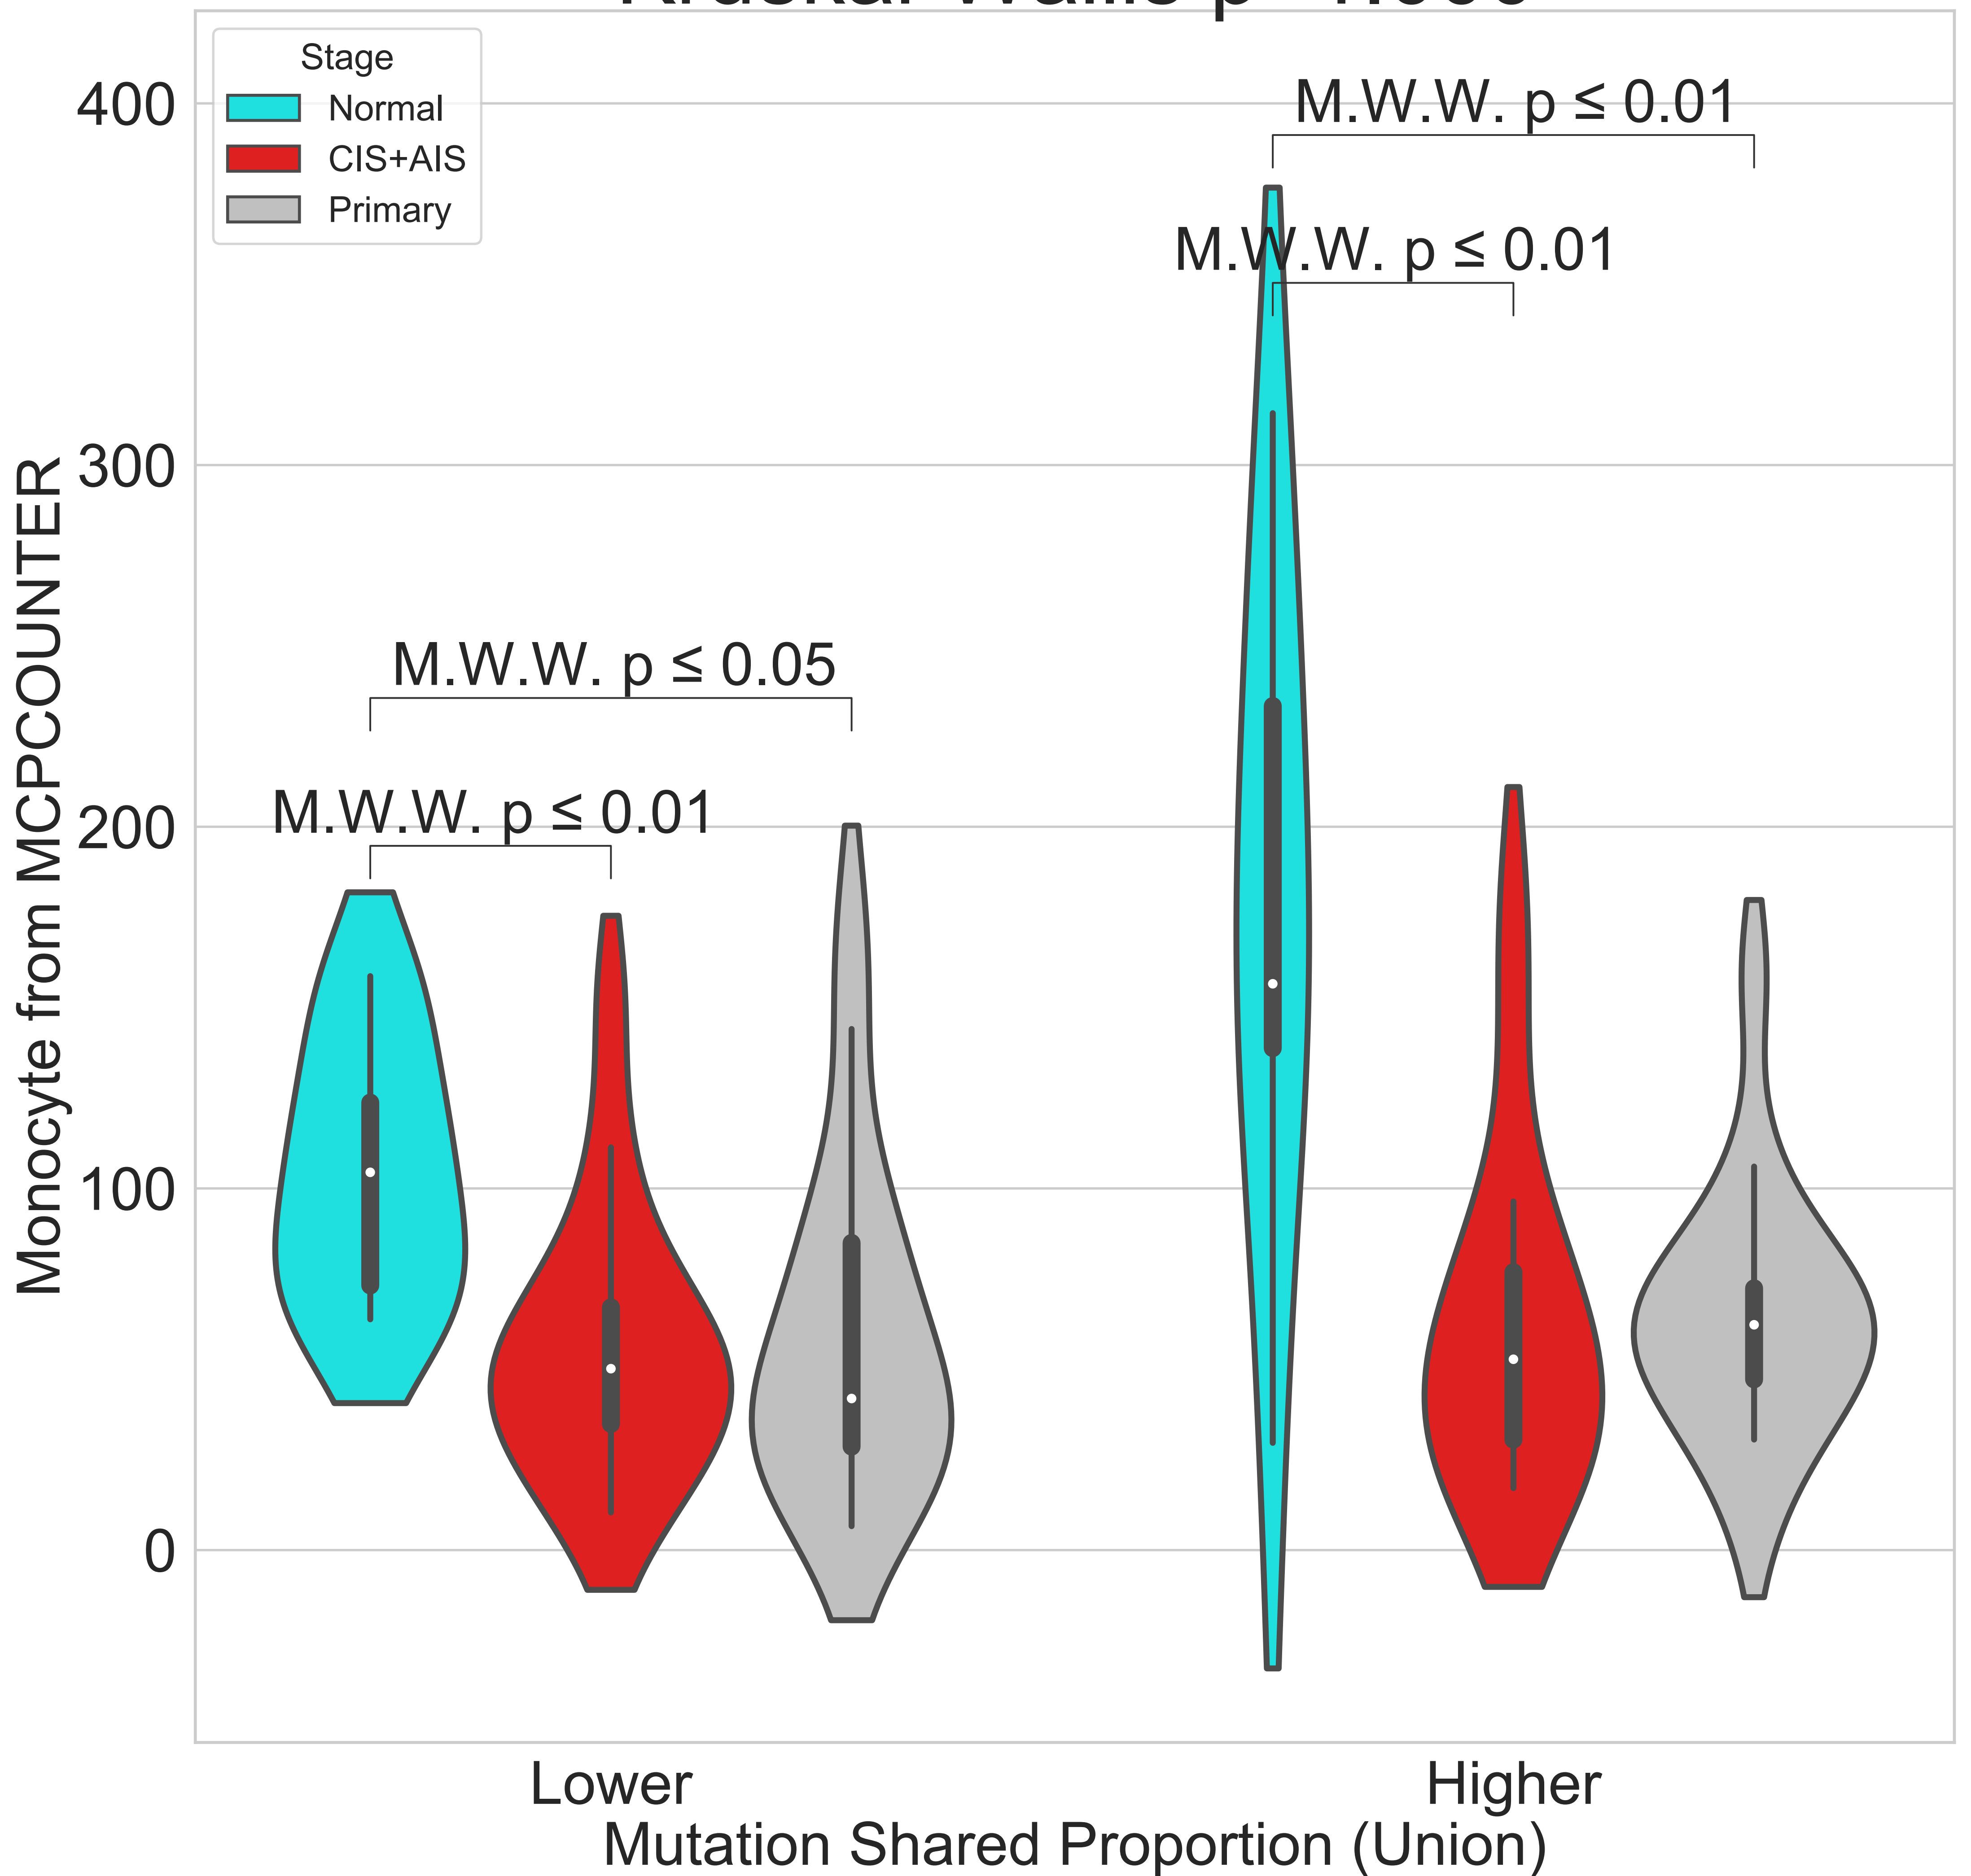 Stage
Normal
CIS+AIS
Primary
400
300
200
100
0
Monocyte from MCPCOUNTER
M.W.W. p ≤ 0.01
M.W.W. p ≤ 0.01
M.W.W. p ≤ 0.05
M.W.W. p ≤ 0.01
Lower
Higher
Mutation Shared Proportion (Union)